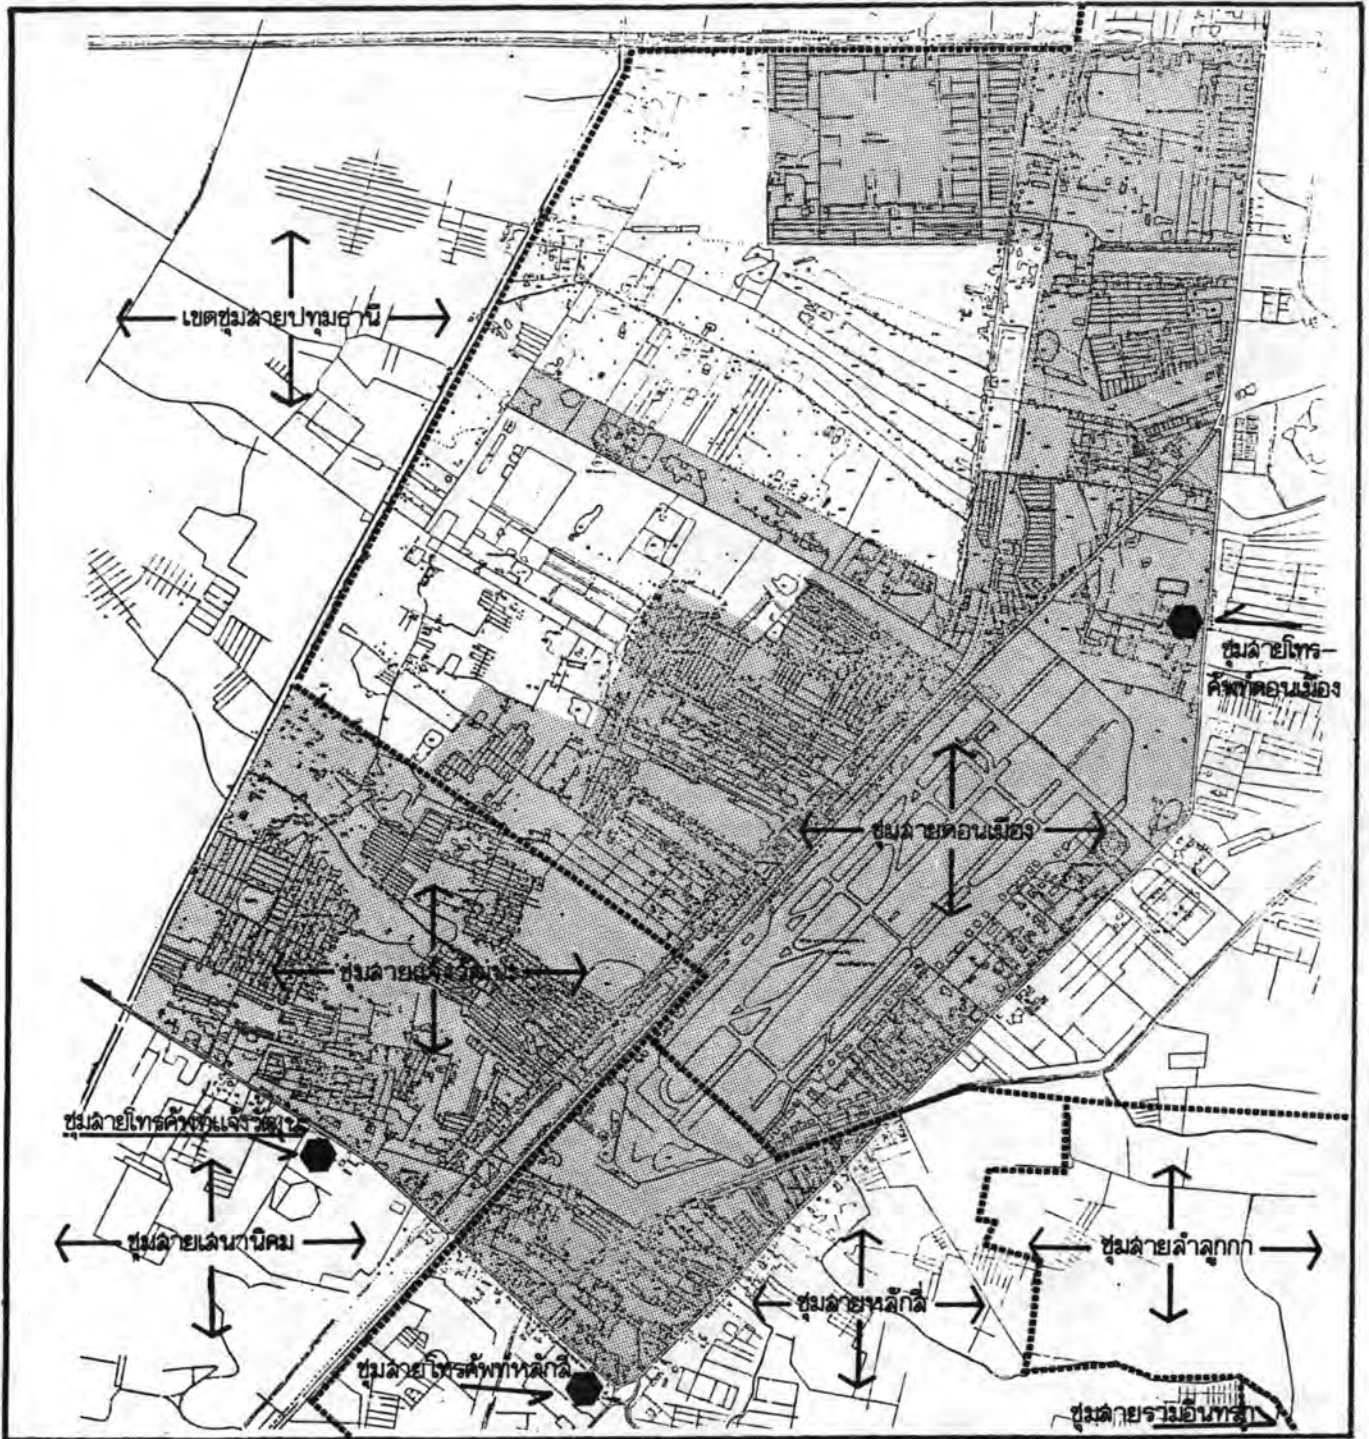 เขตชุมสายปทุมธานี
ชุมสายโทร-
ศัพท์ดอนเมือง
ชุมสายดอนเมือง
ชุมสายแจ้งวัฒนะ
ชุมสายโทรศัพท์แจ้งวัฒนะ
ชุมสายเสนานิคม
ชุมสายลำลูกกา
ชุมสายหลักสี่
ชุมสายโทรศัพท์หลักสี่
ชุมสายรามอินทรา